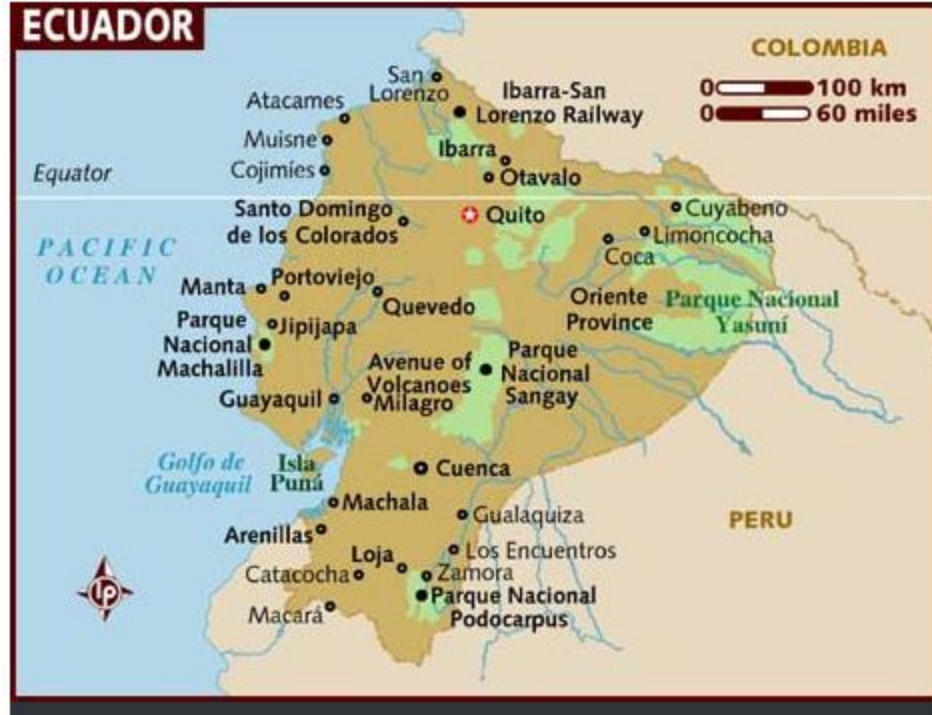 ECUADOR
COLOMBIA
0 100 km
0 60 miles
San
Lorenzo
Ibarra-San
Lorenzo Railway
Atacames
Muisne
Ibarra
Cojimíes
Otavalo
Equator
Santo Domingo
de los Colorados
Quito
Cuyabeno
Limoncocha
Coca
PACIFIC
OCEAN
Manta
Portoviejo
Quevedo
Oriente
Province
Parque Nacional
Yasuní
Jipijapa
Parque
Nacional
Machalilla
Avenue of
Volcanoes
Parque
Nacional
Sangay
Guayaquil
Milagro
Golfo de
Guayaquil
Isla
Puná
Cuenca
Machala
Gualaquiza
PERU
Arenillas
Los Encuentros
Loja
Catacocha
Zamora
Parque Nacional
Podocarpus
Macará
LP